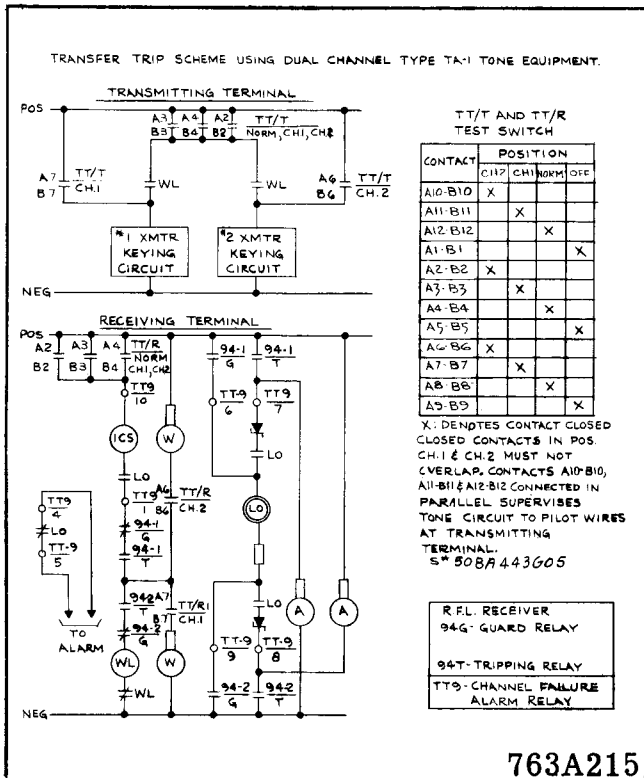 TRANSFER TRIP SCHEME USING DUAL CHANNEL TYPE TA-1 TONE EQUIPMENT.
TRANSMITTING TERMINAL
POS
A3 A4 A2 TT/T
B3 B4 B2 NORM, CH1, CH2
A7 TT/T
B7 CH.1
WL
WL
A6 TT/T
B6 CH.2
#1 XMTR
KEYING
CIRCUIT
#2 XMTR
KEYING
CIRCUIT
NEG
RECEIVING TERMINAL
POS
A2 A3 A4 TT/R
NORM
B2 B3 B4 CH1, CH2
94-1
G
94-1
T
TT9
10
TT-9
6
TT9
7
ICS
W
LO
LO
A6 TT/R
B6 CH.2
LO
TT9
4
LO
TT-9
5
TT9
1
94-1
G
94-1
T
94-2
T
94-2
G
A7 TT/R1
B7 CH.1
TO
ALARM
WL
W
WL
LO
TT-9
9
TT-9
8
94-2
G
94-2
T
A
A
NEG
TT/T AND TT/R
TEST SWITCH
CONTACT POSITION
CH2 CH1 NORM OFF
A10-B10 X
A11-B11 X
A12-B12 X
A1-B1 X
A2-B2 X
A3-B3 X
A4-B4 X
A5-B5 X
A6-B6 X
A7-B7 X
A8-B8 X
A9-B9 X
X: DENOTES CONTACT CLOSED
CLOSED CONTACTS IN POS.
CH.1 & CH.2 MUST NOT
OVERLAP. CONTACTS A10-B10,
A11-B11 & A12-B12 CONNECTED IN
PARALLEL SUPERVISES
TONE CIRCUIT TO PILOT WIRES
AT TRANSMITTING
TERMINAL.
S# 508A443G05
R.F.L. RECEIVER
94G- GUARD RELAY
94T-TRIPPING RELAY
TT9-CHANNEL FAILURE
ALARM RELAY
763A215